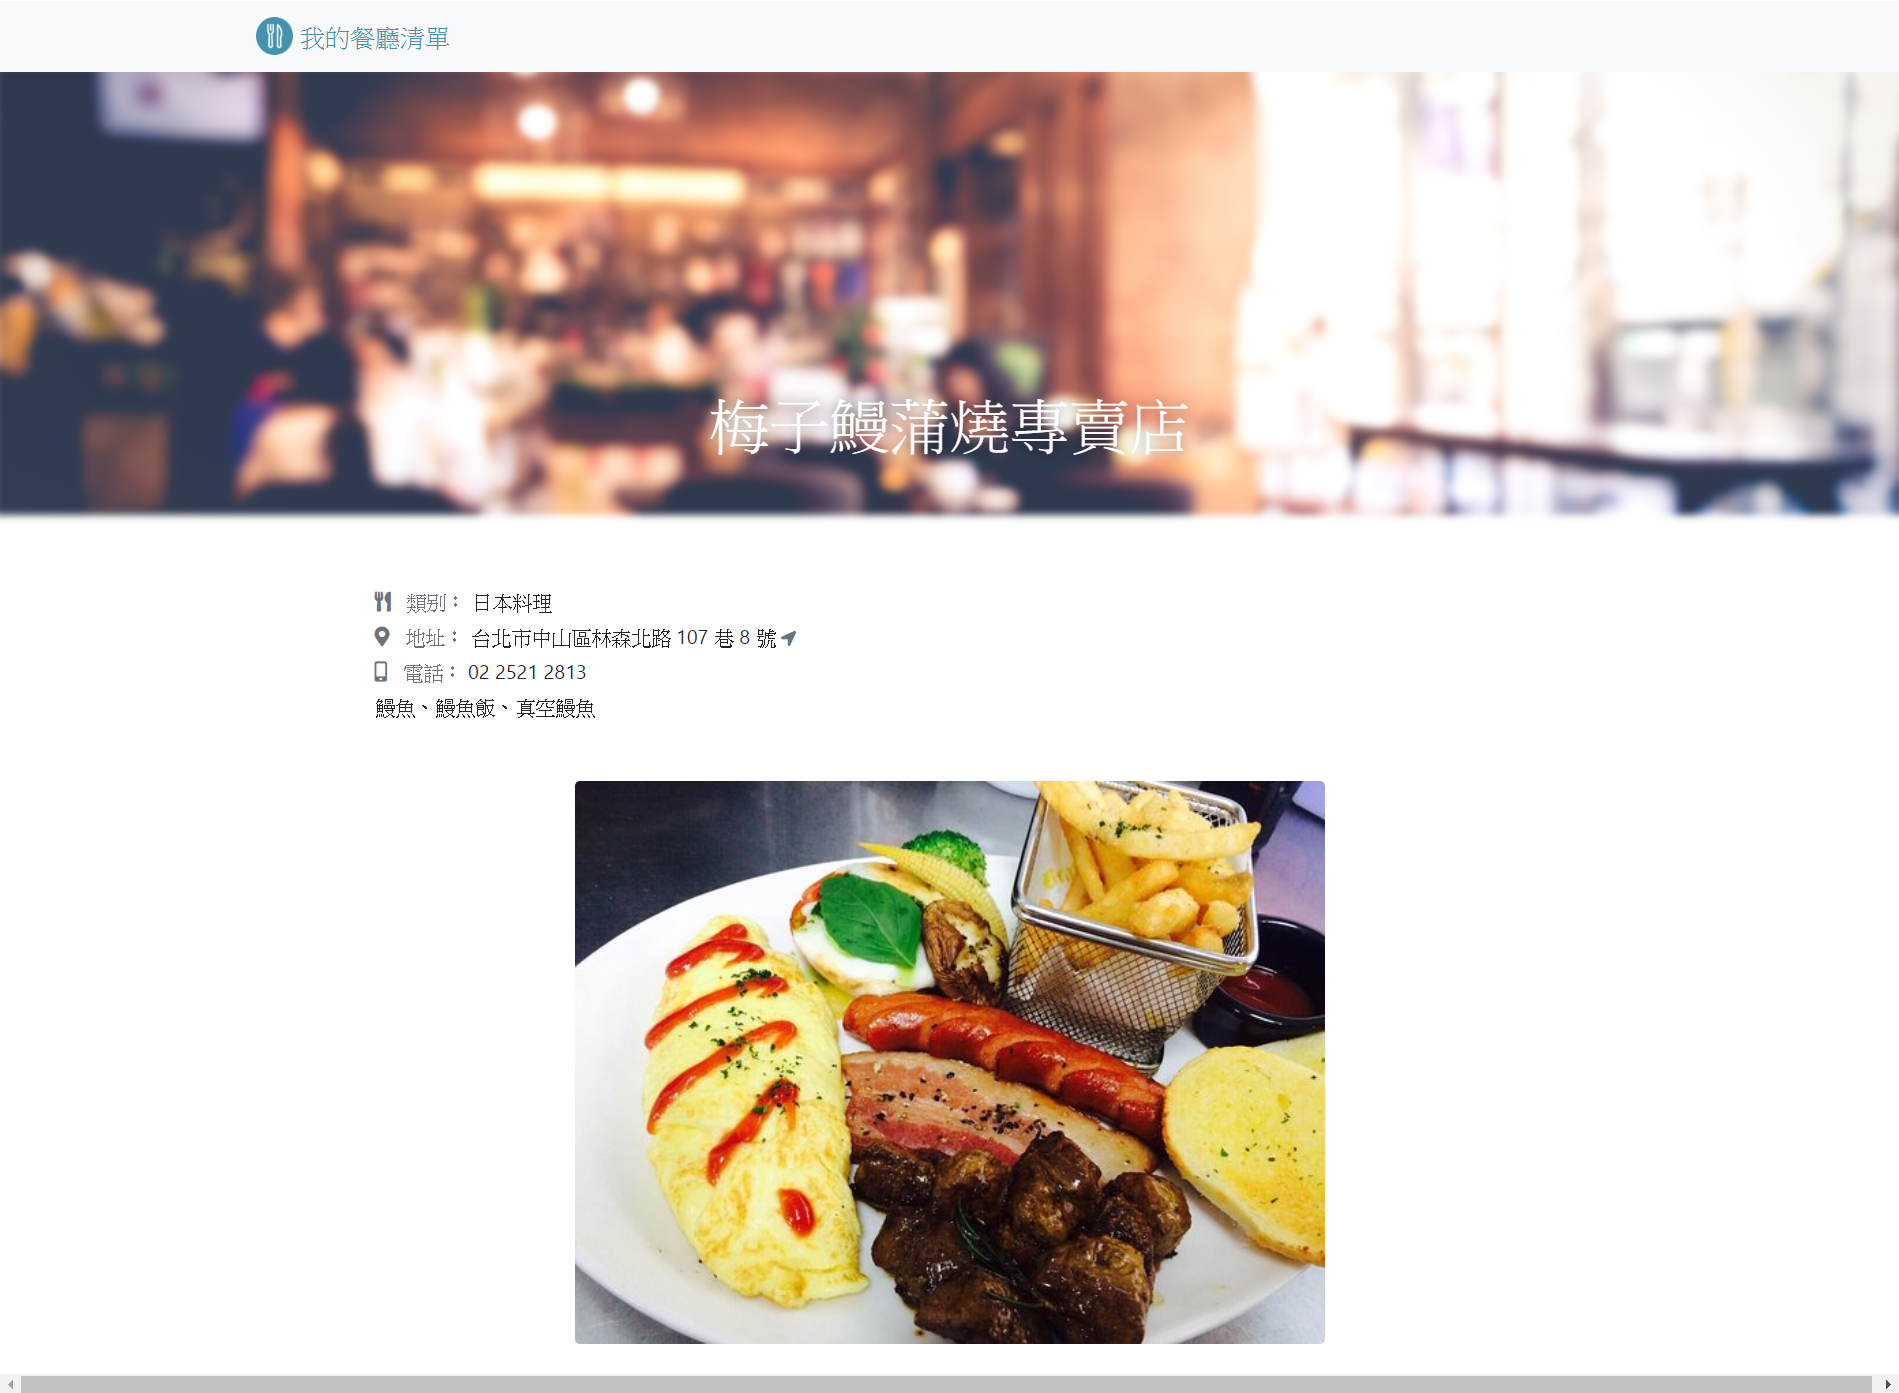 我的餐廳清單
梅子鰻蒲燒專賣店
類别： 日本料理
地址： 台北市中山區林森北路 107 巷 8 號
電話： 02 2521 2813
鰻魚、鰻魚飯、真空鰻魚